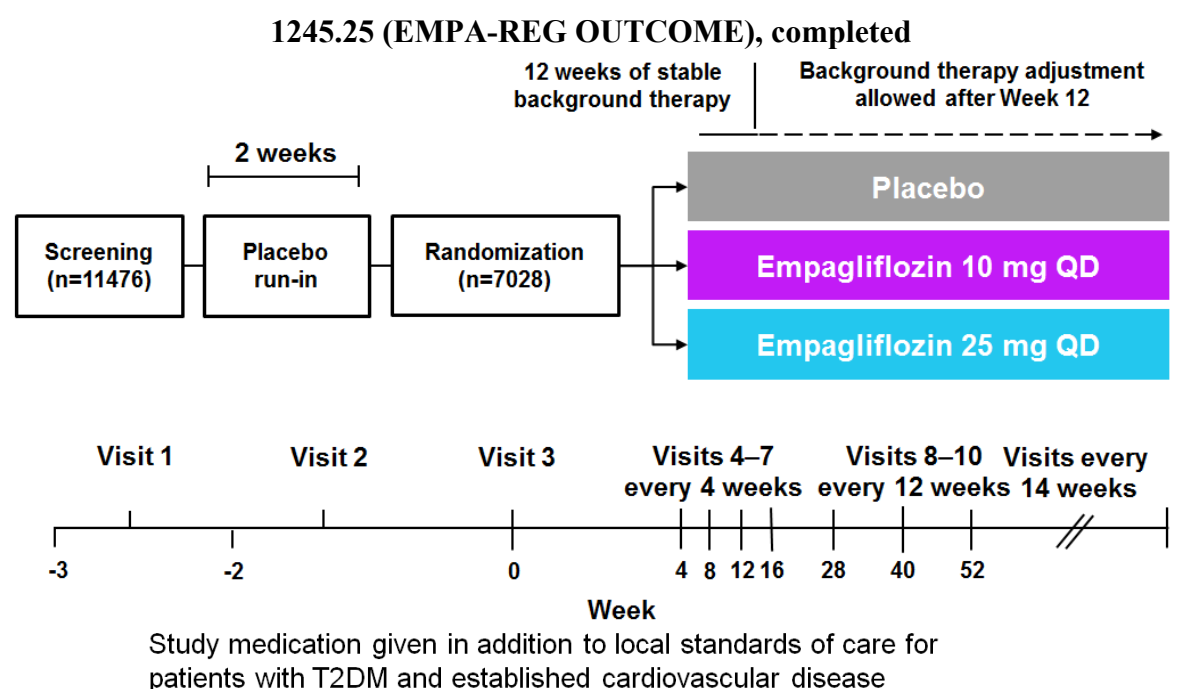 1245.25 (EMPA-REG OUTCOME), completed
12 weeks of stable
background therapy
Background therapy adjustment
allowed after Week 12
2 weeks
Screening
(n=11476)
Placebo
run-in
Randomization
(n=7028)
Placebo
Empagliflozin 10 mg QD
Empagliflozin 25 mg QD
Visit 1
Visit 2
Visit 3
Visits 4–7
every 4 weeks
Visits 8–10
every 12 weeks
Visits every
14 weeks
-3
-2
0
4
8
12
16
28
40
52
Week
Study medication given in addition to local standards of care for
patients with T2DM and established cardiovascular disease